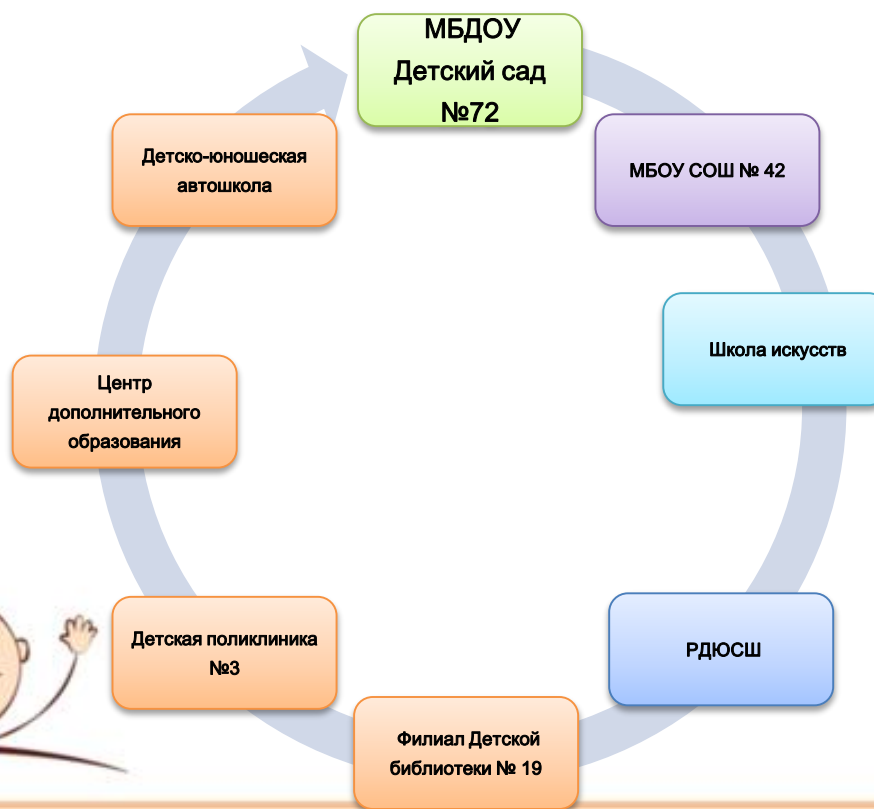 МБДОУ
Детский сад
№72
МБОУ СОШ № 42
Школа искусств
РДЮСШ
Филиал Детской
библиотеки № 19
Детская поликлиника
№3
Центр
дополнительного
образования
Детско-юношеская
автошкола